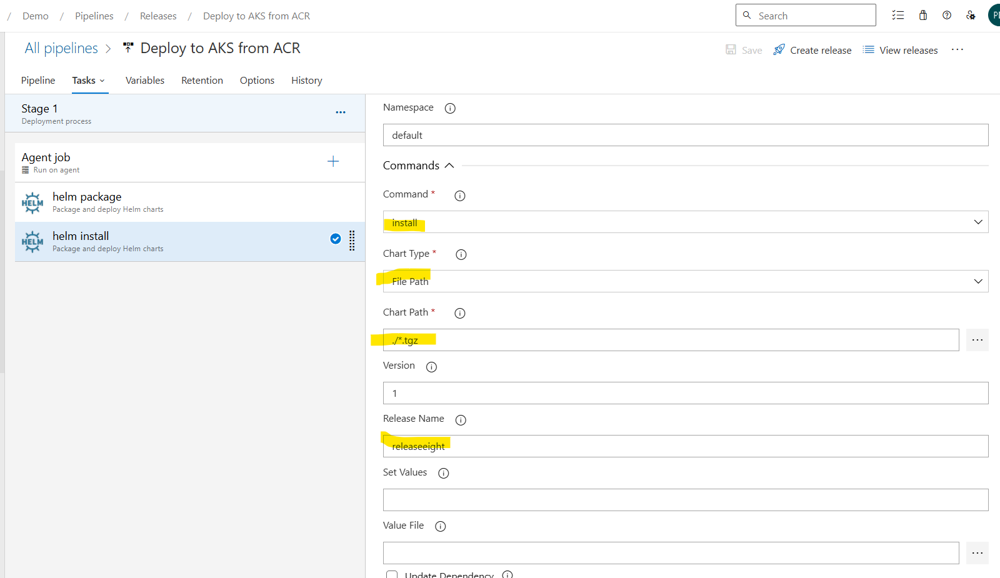 / Demo / Pipelines / Releases / Deploy to AKS from ACR
Search
All pipelines > Deploy to AKS from ACR
Save
Create release
View releases
Pipeline
Tasks
Variables
Retention
Options
History
Stage 1
Deployment process
Agent job
Run on agent
HELM
helm package
Package and deploy Helm charts
HELM
helm install
Package and deploy Helm charts
Namespace
default
Commands
Command *
install
Chart Type *
File Path
Chart Path *
./*.tgz
Version
1
Release Name
releaseeight
Set Values
Value File
Update Dependency